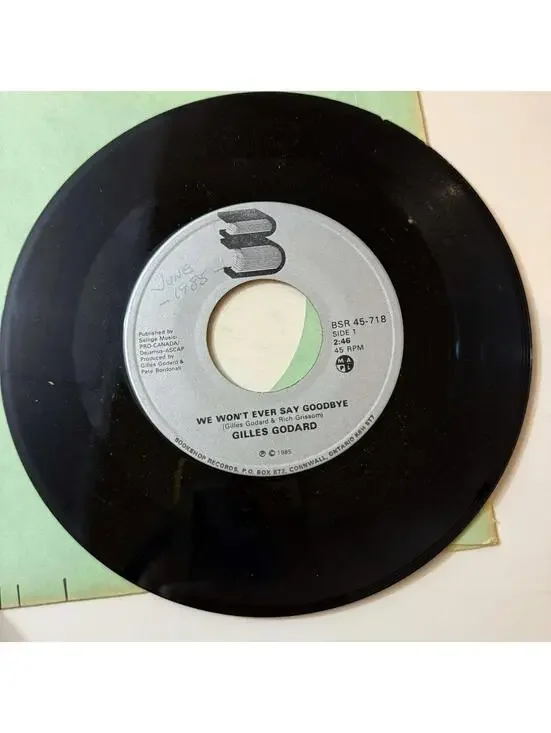 JUNE
- 1985 -
Published by
Salage Music-
PRO-CANADA/
Dejamus-ASCAP
Produced by
Gilles Godard &
Pete Bordonali
BSR 45-718
SIDE 1
2:46
45 RPM
M A
P L
WE WON'T EVER SAY GOODBYE
(Gilles Godard & Rich Grissom)
GILLES GODARD
℗ © 1985
BOOKSHOP RECORDS, P.O. BOX 872, CORNWALL, ONTARIO K6H 5T7